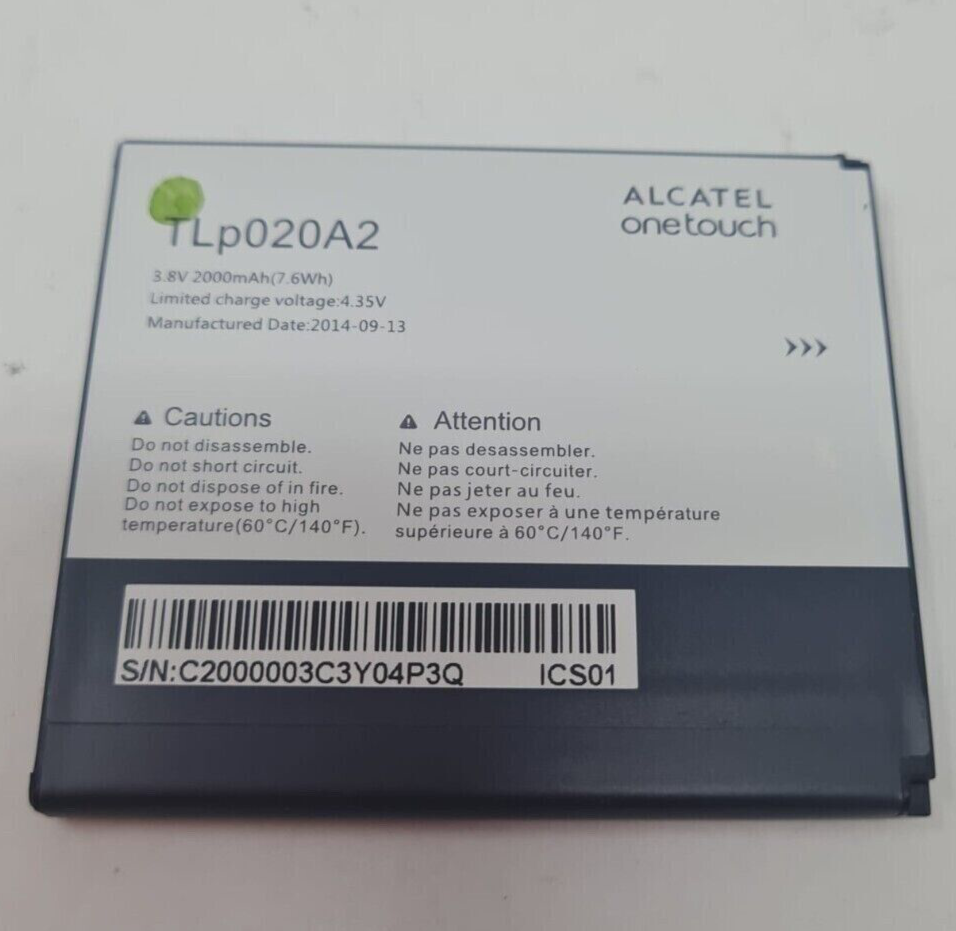 TLp020A2
3.8V 2000mAh(7.6Wh)
Limited charge voltage:4.35V
Manufactured Date:2014-09-13
ALCATEL
onetouch
Cautions
Do not disassemble.
Do not short circuit.
Do not dispose of in fire.
Do not expose to high
temperature(60°C/140°F).
Attention
Ne pas desassembler.
Ne pas court-circuiter.
Ne pas jeter au feu.
Ne pas exposer à une température
supérieure à 60°C/140°F.
S/N:C2000003C3Y04P3Q ICS01